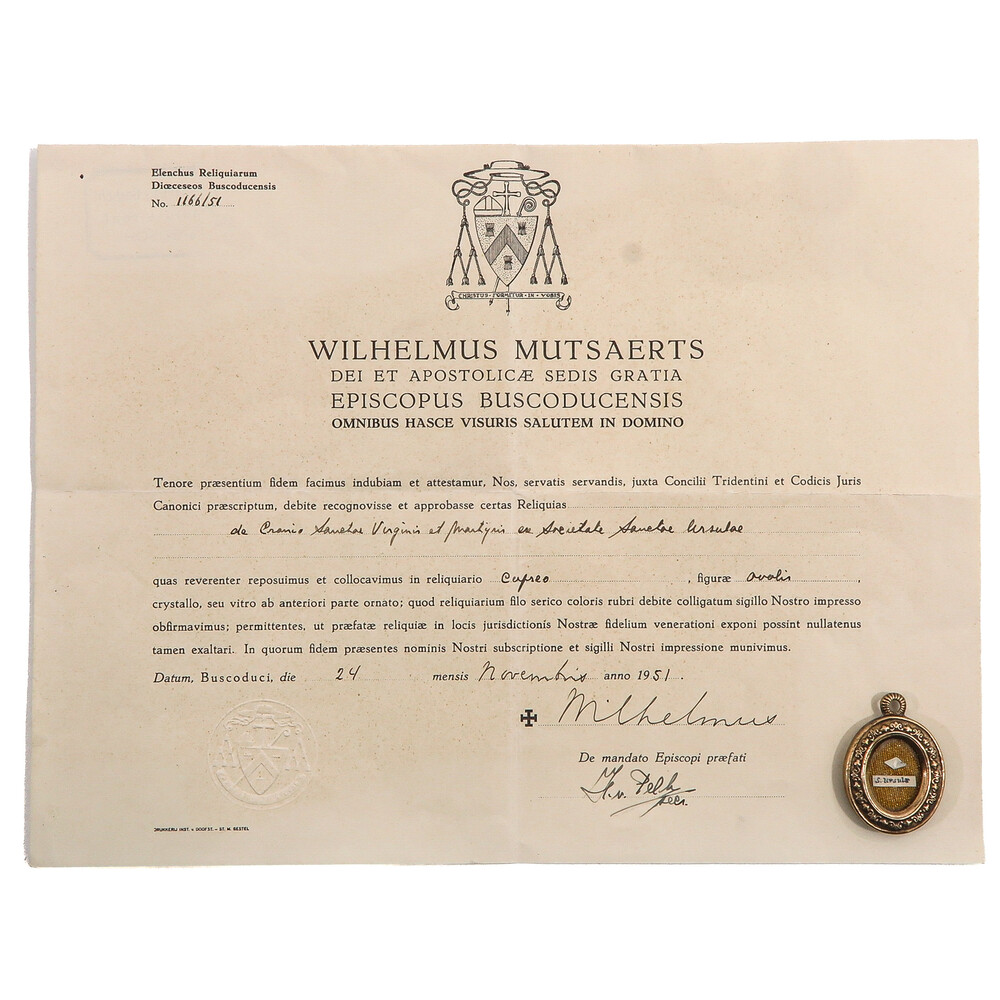 Elenchus Reliquiarum
Diœceseos Buscoducensis
No. 1166/51
CHRISTUS · FORMETUR · IN · VOBIS
WILHELMUS MUTSAERTS
DEI ET APOSTOLICÆ SEDIS GRATIA
EPISCOPUS BUSCODUCENSIS
OMNIBUS HASCE VISURIS SALUTEM IN DOMINO
Tenore præsentium fidem facimus indubiam et attestamur, Nos, servatis servandis, juxta Concilii Tridentini et Codicis Juris
Canonici præscriptum, debite recognovisse et approbasse certas Reliquias
de Cranio Sanctae Virginis et Martyris ex Societate Sanctae Ursulae
quas reverenter reposuimus et collocavimus in reliquiario Cupreo, figuræ ovalis,
crystallo, seu vitro ab anteriori parte ornato; quod reliquiarium filo serico coloris rubri debite colligatum sigillo Nostro impresso
obfirmavimus; permittentes, ut præfatæ reliquiæ in locis jurisdictionis Nostræ fidelium venerationi exponi possint nullatenus
tamen exaltari. In quorum fidem præsentes nominis Nostri subscriptione et sigilli Nostri impressione munivimus.
Datum, Buscoduci, die 24 mensis Novembris anno 1951.
✠ Wilhelmus
De mandato Episcopi præfati
secr.
S. Ursulæ
DRUKKERIJ INST. v. DOOFST. – ST. M. GESTEL